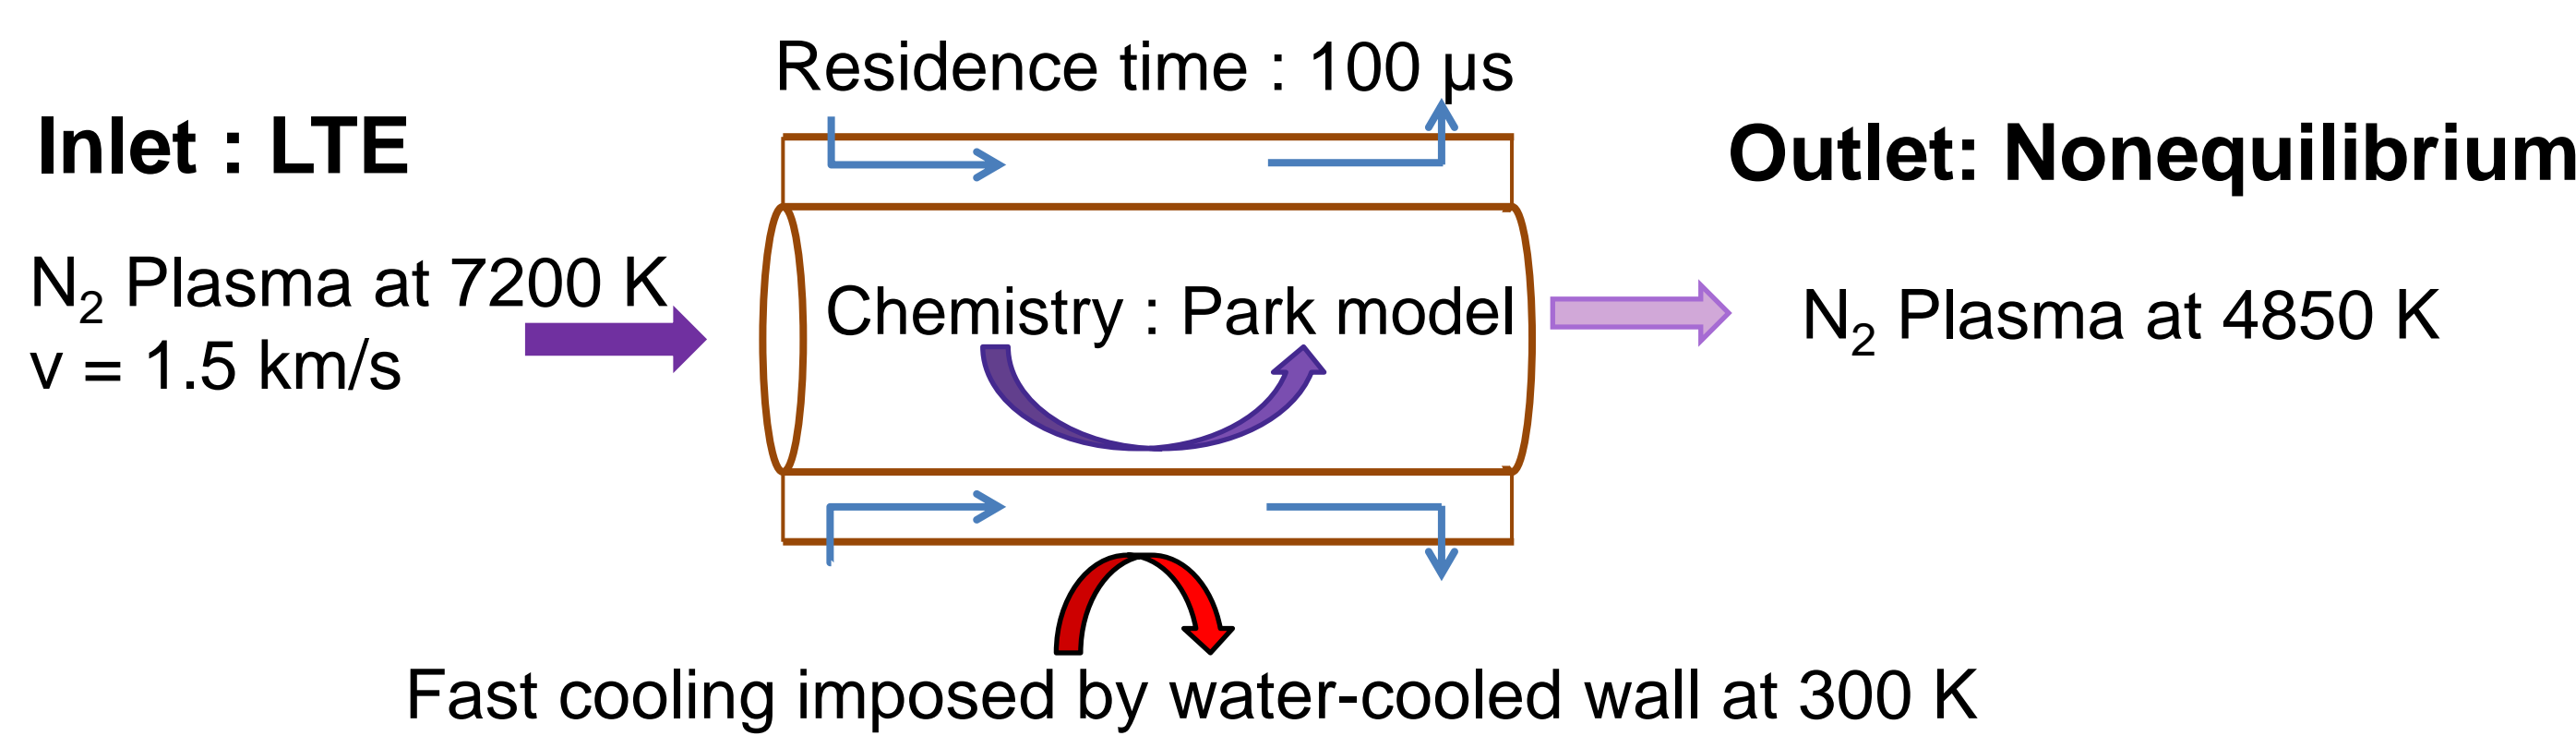 Residence time : 100 µs
Inlet : LTE
Outlet: Nonequilibrium
N₂ Plasma at 7200 K
v = 1.5 km/s
Chemistry : Park model
N₂ Plasma at 4850 K
Fast cooling imposed by water-cooled wall at 300 K